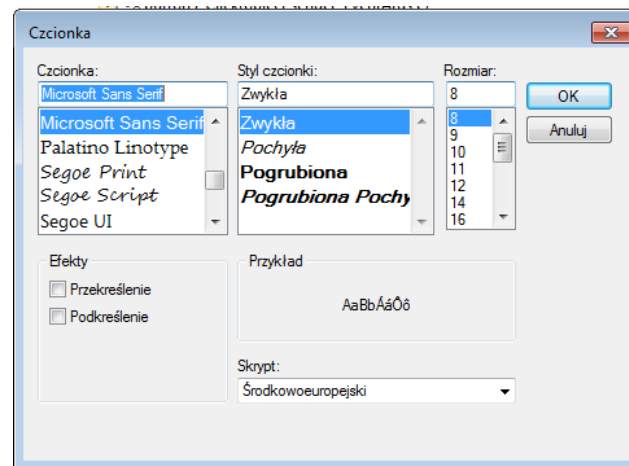 Czcionka
Czcionka:
Microsoft Sans Serif
Microsoft Sans Serif
Palatino Linotype
Segoe Print
Segoe Script
Segoe UI
Styl czcionki:
Zwykła
Zwykła
Pochyła
Pogrubiona
Pogrubiona Pochy
Rozmiar:
8
8
9
10
11
12
14
16
OK
Anuluj
Efekty
Przekreślenie
Podkreślenie
Przykład
AaBbÁáÔô
Skrypt:
Środkowoeuropejski